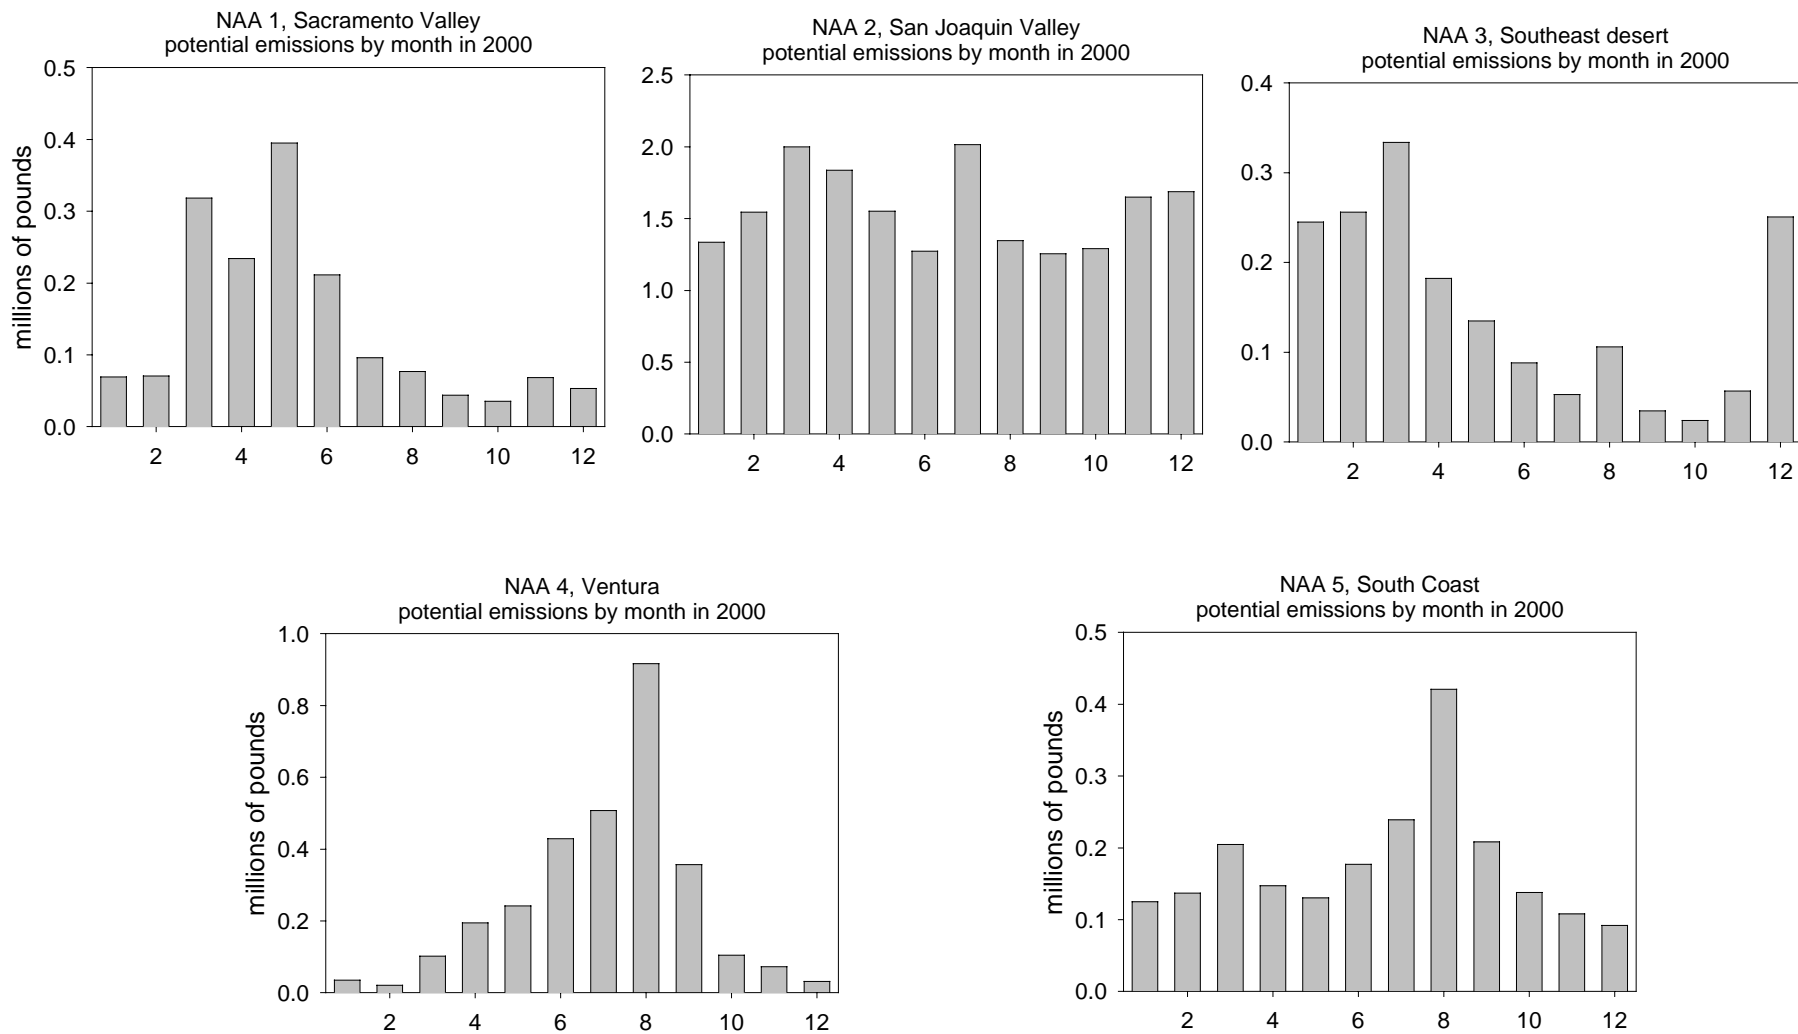 NAA 1, Sacramento Valley
potential emissions by month in 2000
millions of pounds
0.5
0.4
0.3
0.2
0.1
0.0
2 4 6 8 10 12
NAA 2, San Joaquin Valley
potential emissions by month in 2000
2.5
2.0
1.5
1.0
0.5
0.0
2 4 6 8 10 12
NAA 3, Southeast desert
potential emissions by month in 2000
0.4
0.3
0.2
0.1
0.0
2 4 6 8 10 12
NAA 4, Ventura
potential emissions by month in 2000
millions of pounds
1.0
0.8
0.6
0.4
0.2
0.0
2 4 6 8 10 12
NAA 5, South Coast
potential emissions by month in 2000
millions of pounds
0.5
0.4
0.3
0.2
0.1
0.0
2 4 6 8 10 12